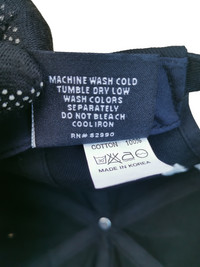 MACHINE WASH COLD
TUMBLE DRY LOW
WASH COLORS
SEPARATELY
DO NOT BLEACH
COOL IRON
RN# 82990
COTTON 100%
MADE IN KOREA